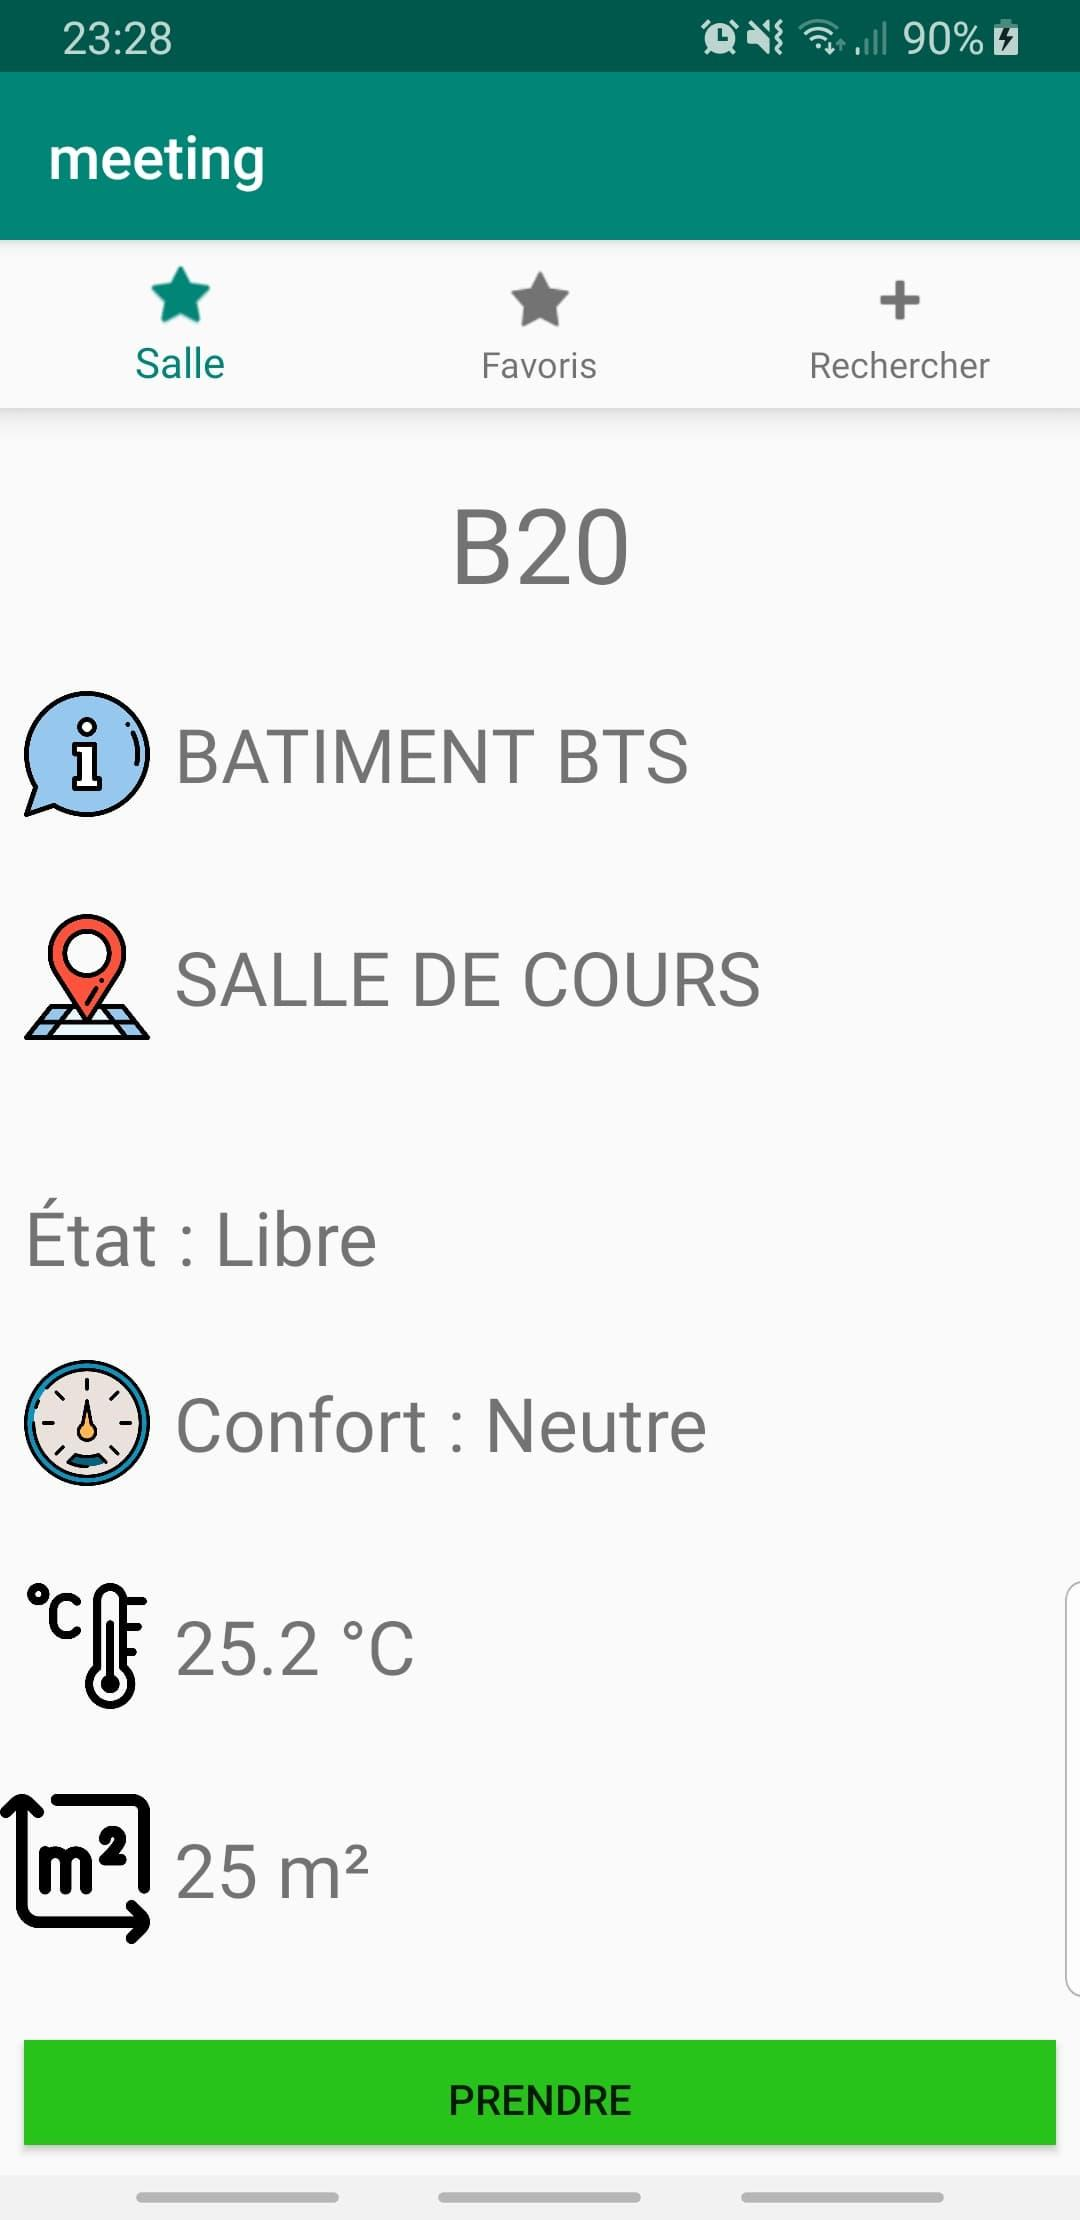 23:28 90%
meeting
Salle Favoris Rechercher
B20
i BATIMENT BTS
SALLE DE COURS
État : Libre
Confort : Neutre
°C 25.2 °C
m² 25 m²
PRENDRE